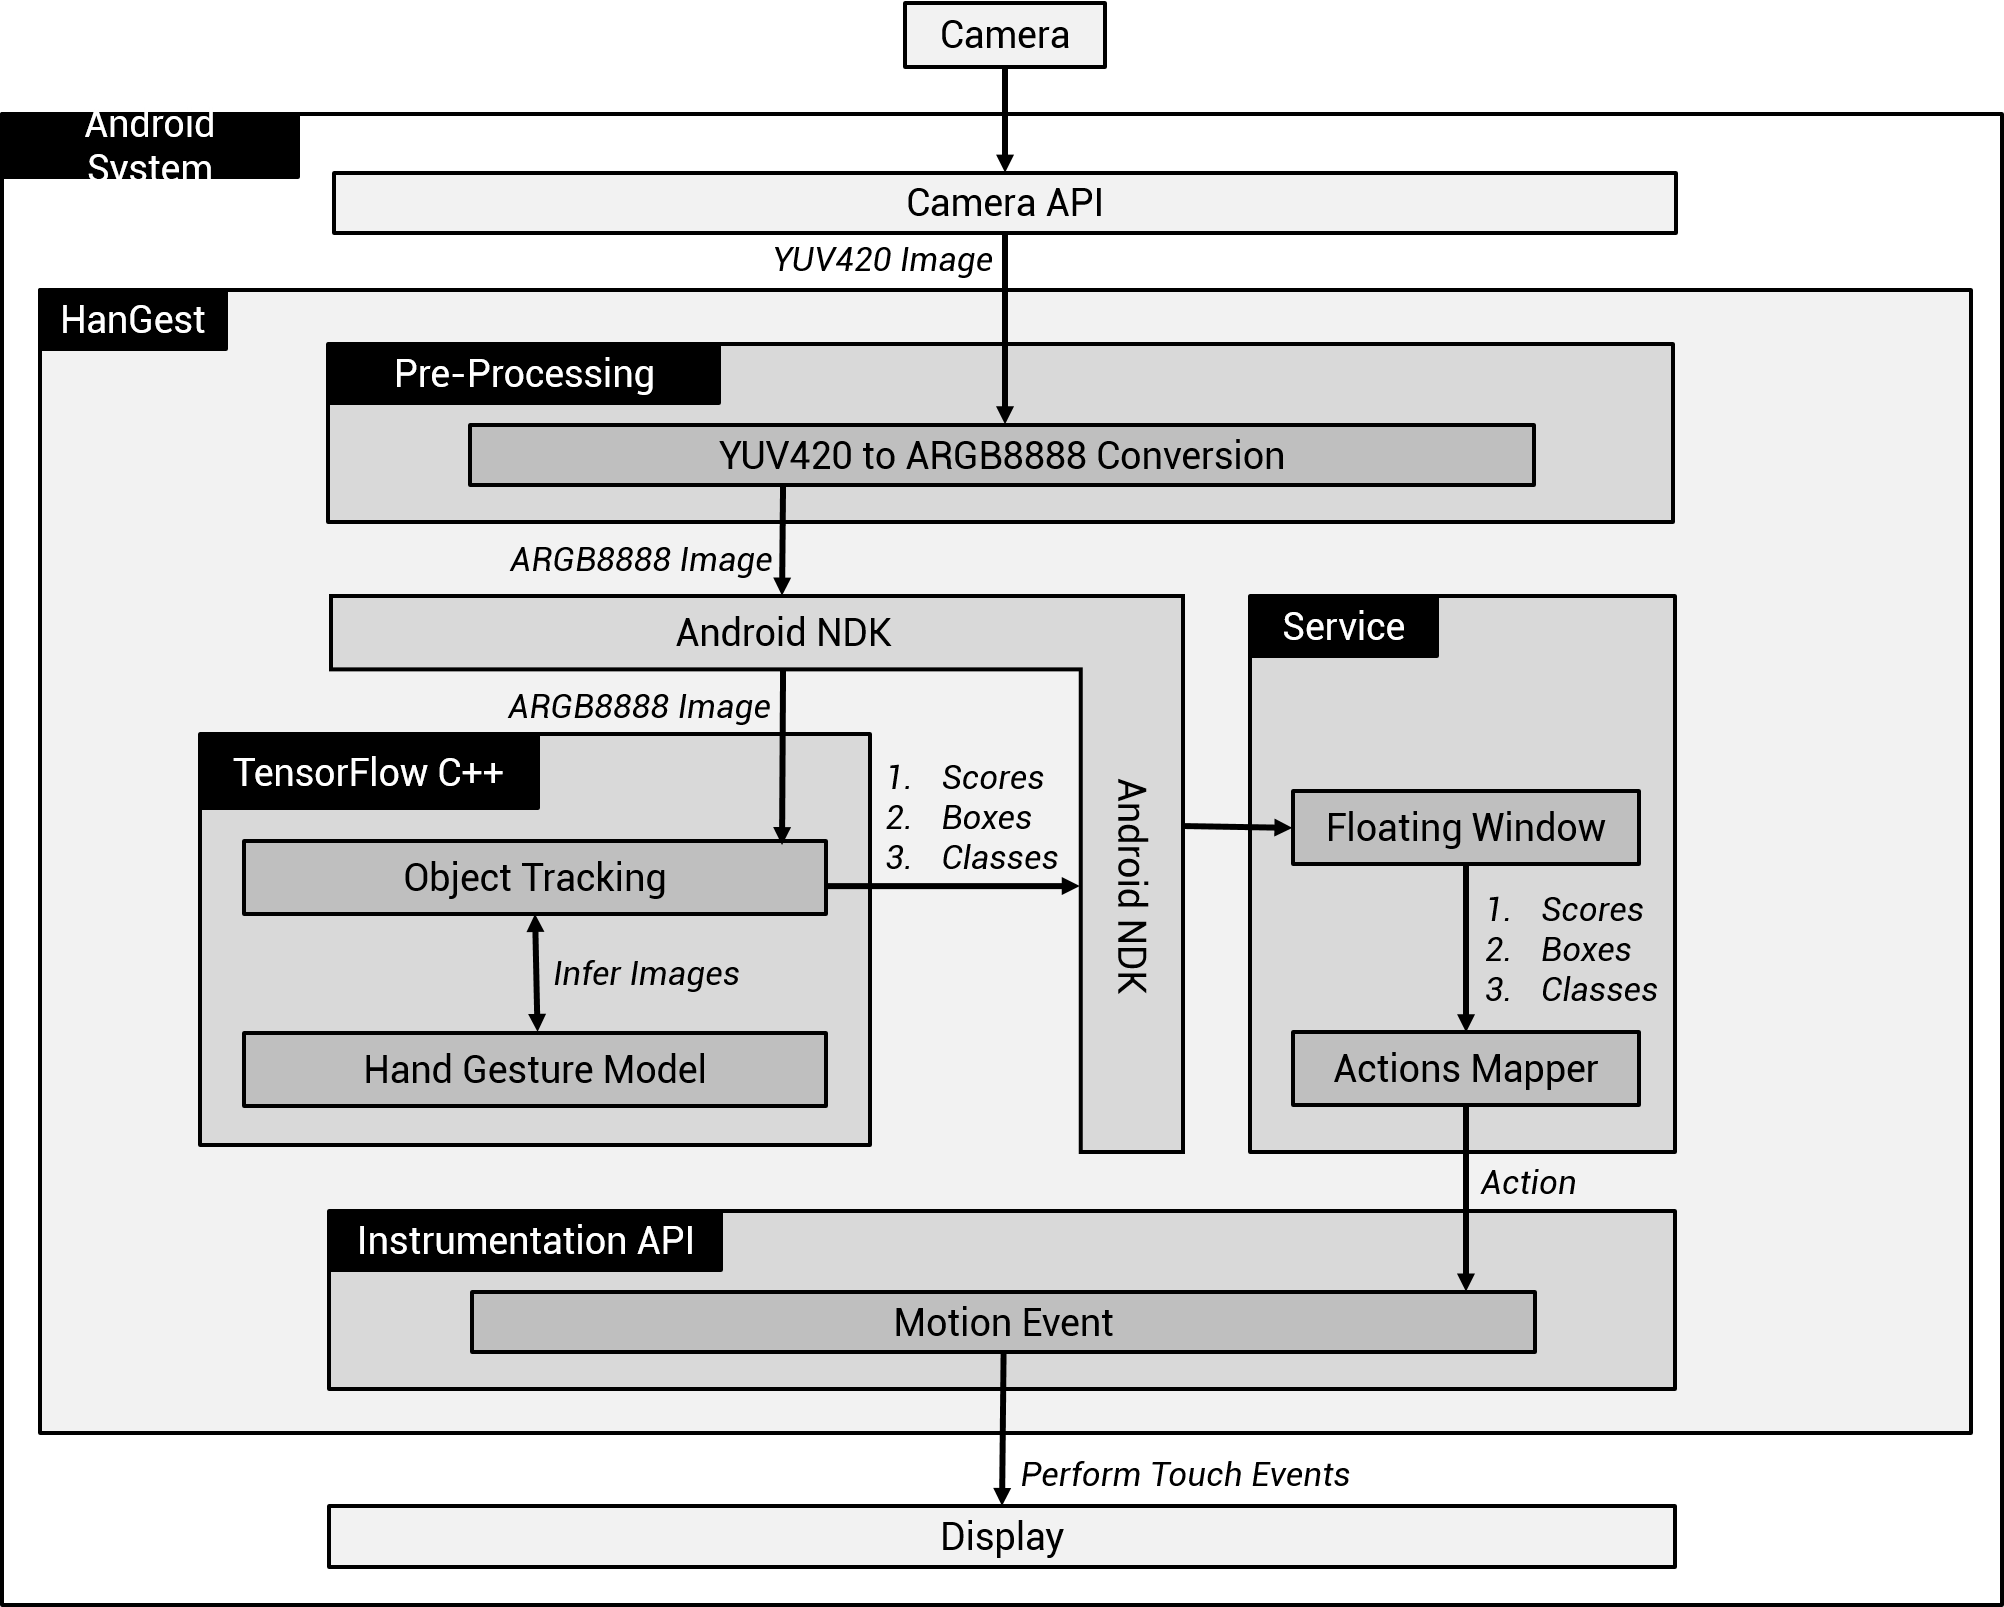 Camera
Android
System
Camera API
YUV420 Image
HanGest
Pre-Processing
YUV420 to ARGB8888 Conversion
ARGB8888 Image
Android NDK
ARGB8888 Image
TensorFlow C++
Object Tracking
Infer Images
Hand Gesture Model
1. Scores
2. Boxes
3. Classes
Android NDK
Service
Floating Window
1. Scores
2. Boxes
3. Classes
Actions Mapper
Action
Instrumentation API
Motion Event
Perform Touch Events
Display